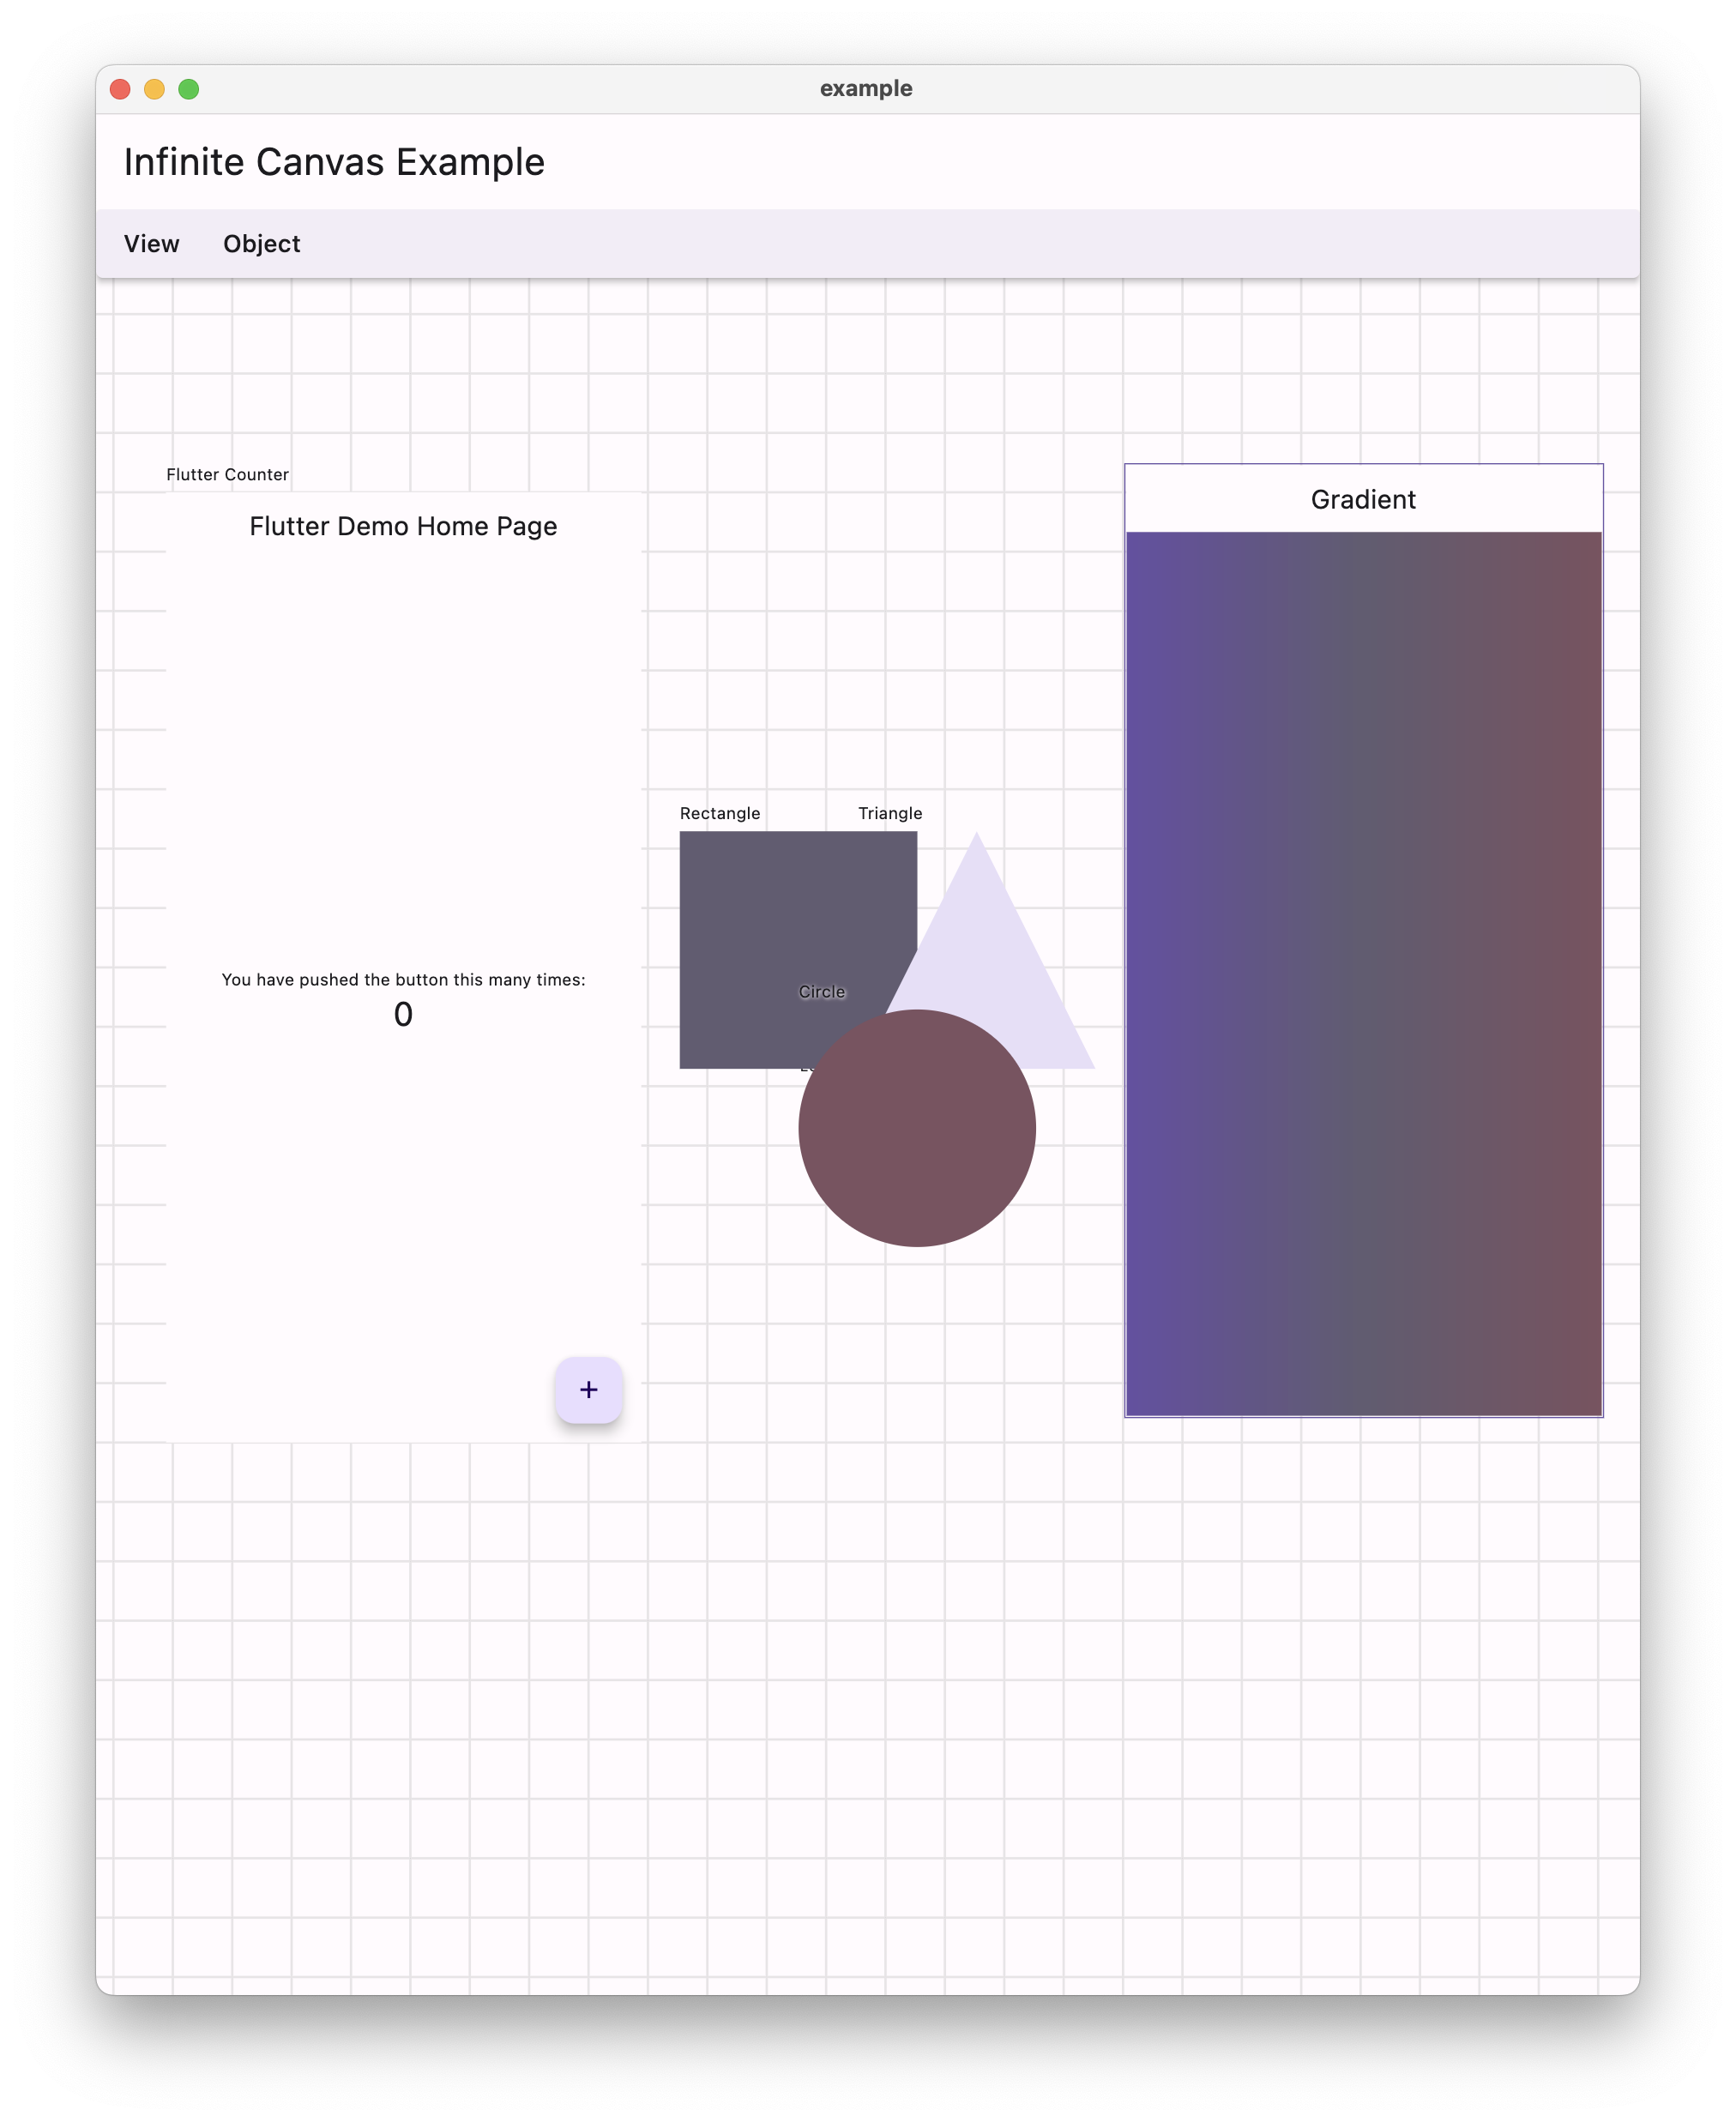 example
Infinite Canvas Example
View Object
Flutter Counter
Flutter Demo Home Page
Gradient
Rectangle Triangle
You have pushed the button this many times:
0
Circle
+